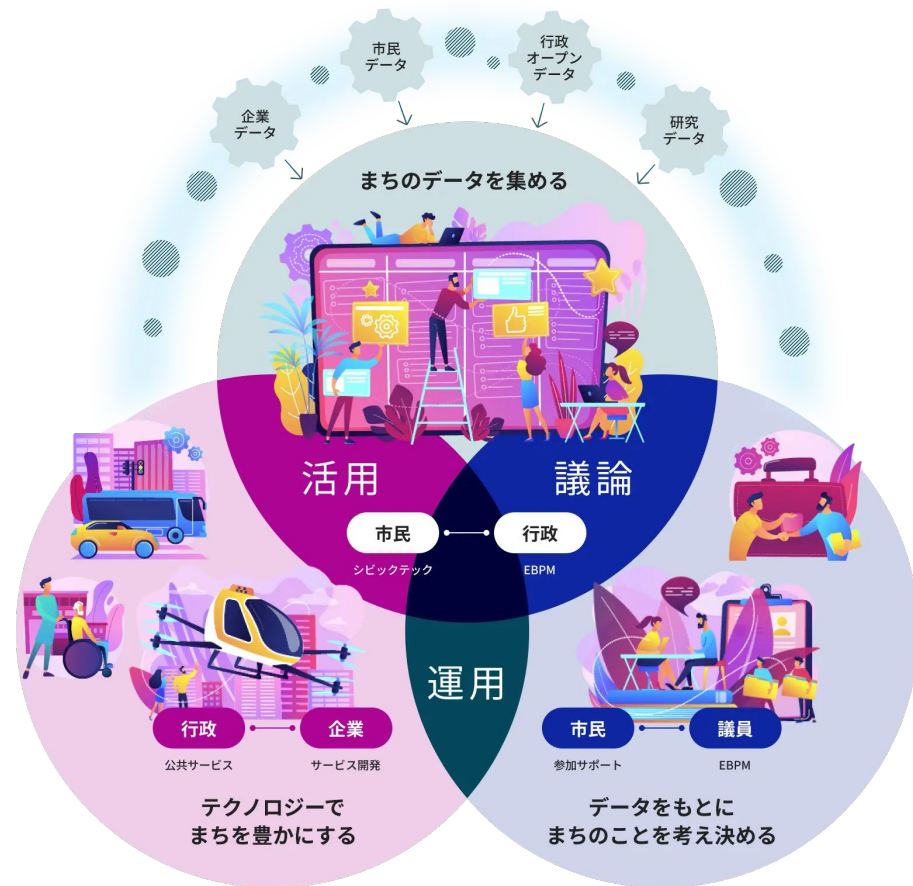 市民
データ
行政
オープン
データ
企業
データ
研究
データ
まちのデータを集める
活用
議論
市民
行政
シビックテック
EBPM
運用
行政
企業
公共サービス
サービス開発
市民
議員
参加サポート
EBPM
テクノロジーで
まちを豊かにする
データをもとに
まちのことを考え決める